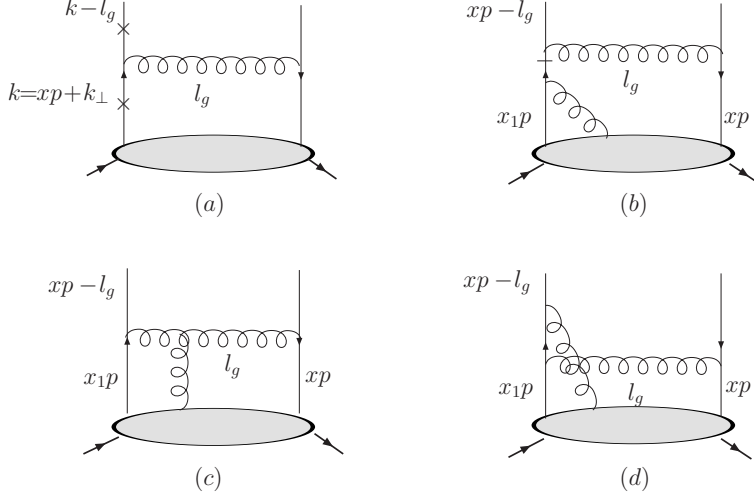 k−l_g
l_g
k=xp+k_⊥
(a)
xp−l_g
l_g
x_1p
xp
(b)
xp−l_g
l_g
x_1p
xp
(c)
xp−l_g
x_1p
l_g
xp
(d)